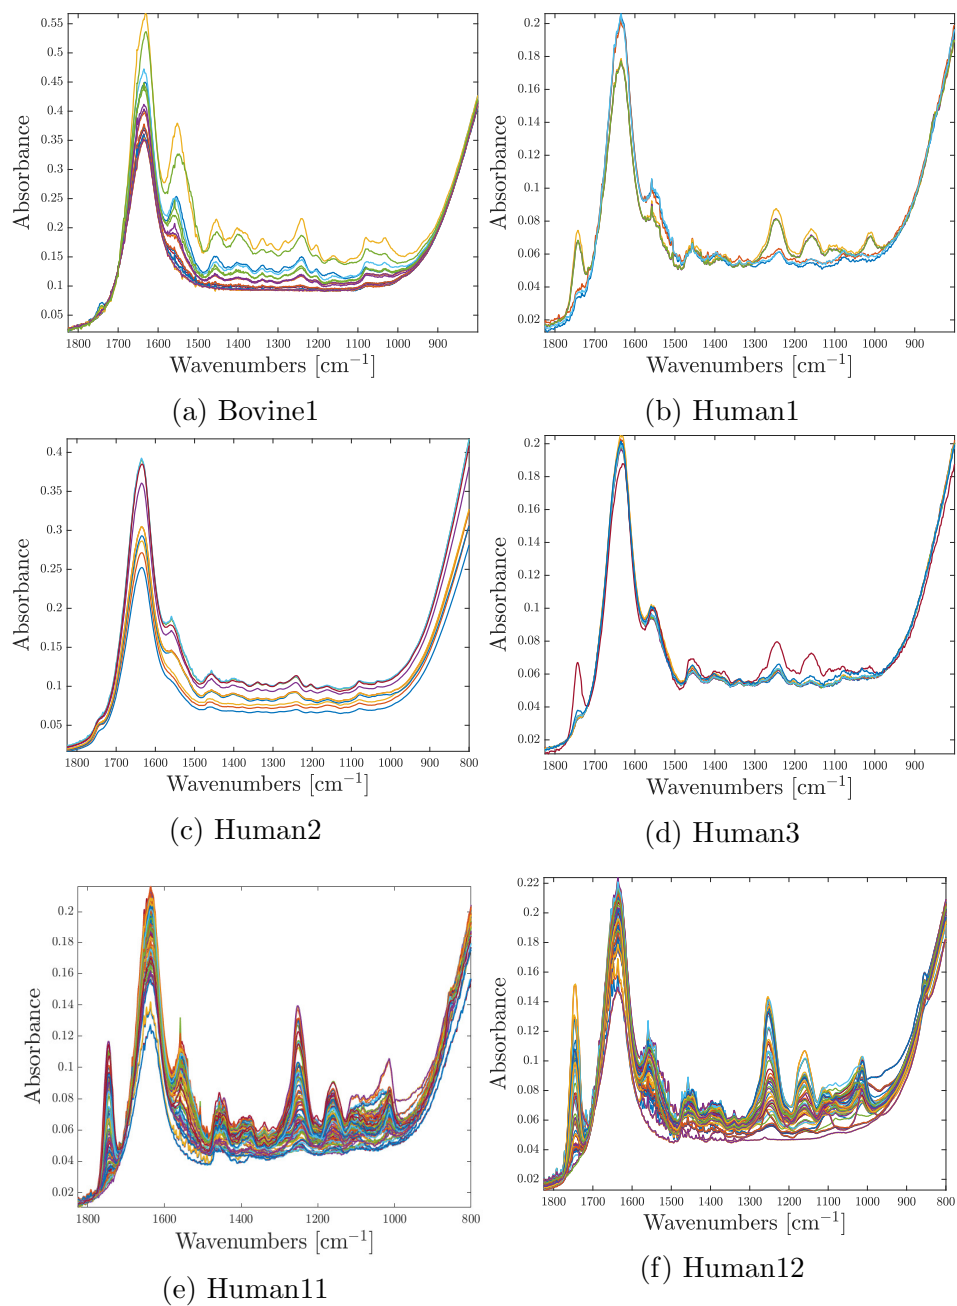 0.55
0.5
0.45
0.4
0.35
0.3
0.25
0.2
0.15
0.1
0.05
Absorbance
1800 1700 1600 1500 1400 1300 1200 1100 1000 900
Wavenumbers [cm−1]
(a) Bovine1
0.2
0.18
0.16
0.14
0.12
0.1
0.08
0.06
0.04
0.02
Absorbance
1800 1700 1600 1500 1400 1300 1200 1100 1000 900
Wavenumbers [cm−1]
(b) Human1
0.4
0.35
0.3
0.25
0.2
0.15
0.1
0.05
Absorbance
1800 1700 1600 1500 1400 1300 1200 1100 1000 900 800
Wavenumbers [cm−1]
(c) Human2
0.2
0.18
0.16
0.14
0.12
0.1
0.08
0.06
0.04
0.02
Absorbance
1800 1700 1600 1500 1400 1300 1200 1100 1000 900
Wavenumbers [cm−1]
(d) Human3
0.2
0.18
0.16
0.14
0.12
0.1
0.08
0.06
0.04
0.02
Absorbance
1800 1600 1400 1200 1000 800
Wavenumbers [cm−1]
(e) Human11
0.22
0.2
0.18
0.16
0.14
0.12
0.1
0.08
0.06
0.04
0.02
Absorbance
1800 1700 1600 1500 1400 1300 1200 1100 1000 900 800
Wavenumbers [cm−1]
(f) Human12